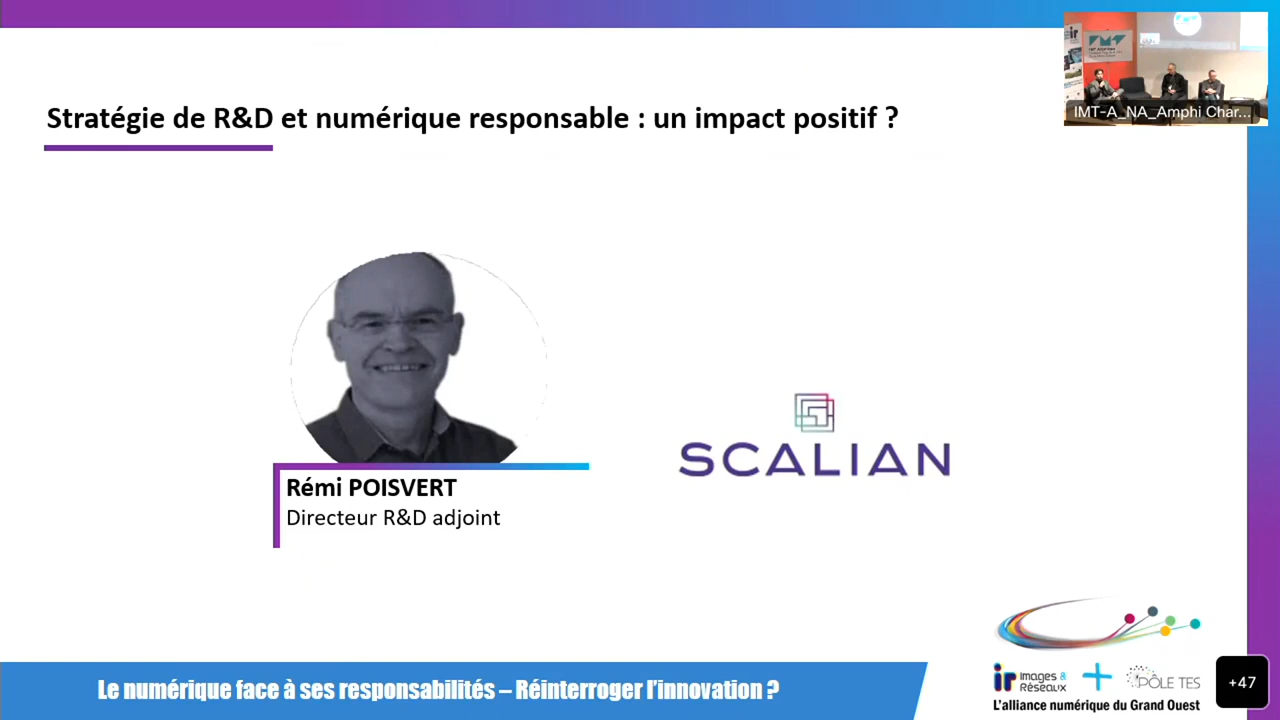 Stratégie de R&D et numérique responsable : un impact positif ?
IMT-A_NA_Amphi Char...
Rémi POISVERT
Directeur R&D adjoint
SCALIAN
Le numérique face à ses responsabilités – Réinterroger l'innovation ?
ir Images & Réseaux
+
PÔLE TES
L'alliance numérique du Grand Ouest
+47